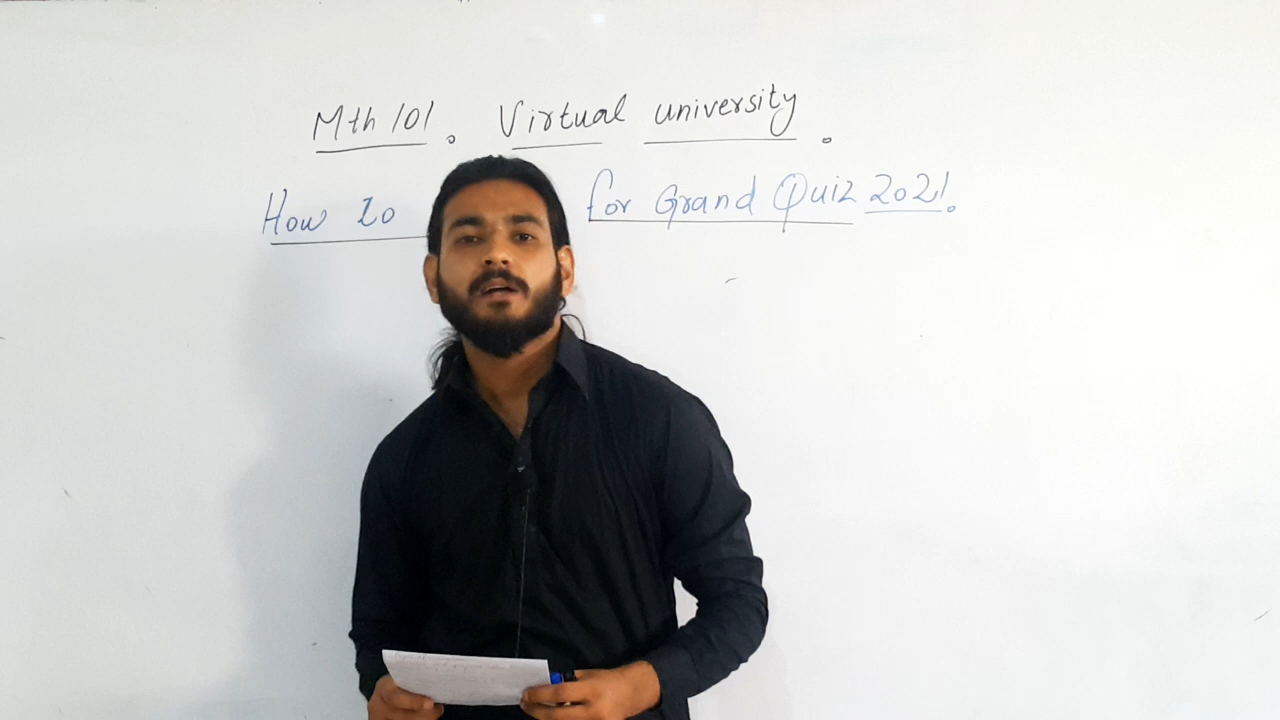 Mth 101. Virtual university.
How to for Grand Quiz 2021.